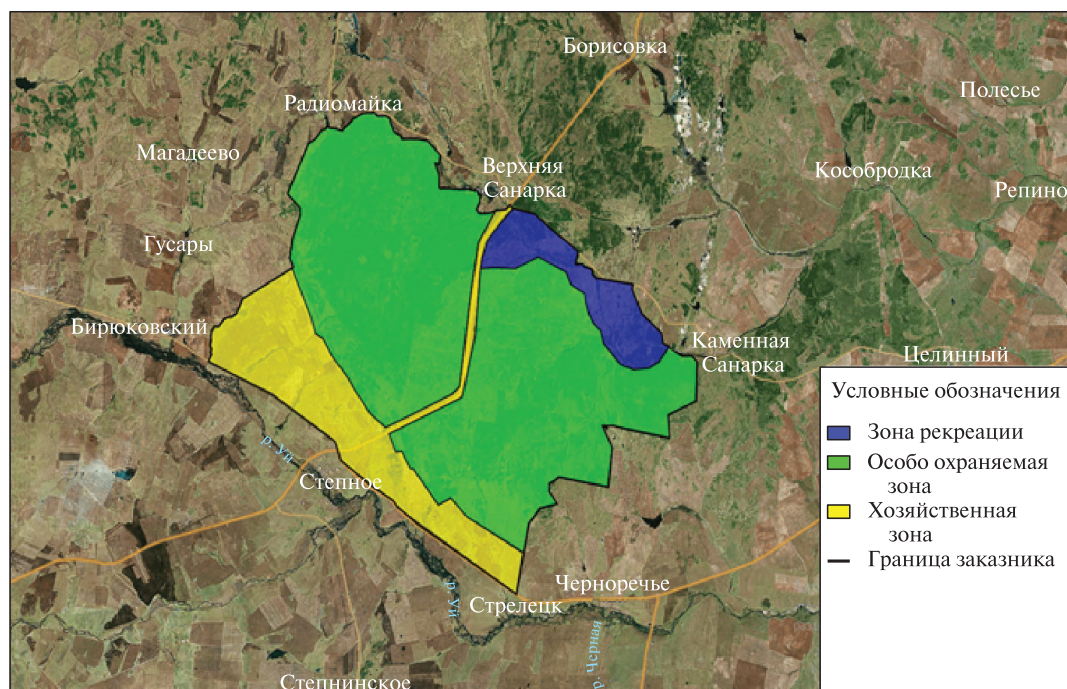 Борисовка
Полесье
Радиомайка
Магадеево
Верхняя
Санарка
Кособродка
Репино
Гусары
Бирюковский
Каменная
Санарка
Целинный
Условные обозначения
Зона рекреации
Особо охраняемая
зона
Хозяйственная
зона
Граница заказника
р. Уй
Степное
р. Уй
Черноречье
Стрелецк
р. Черная
Степнинское